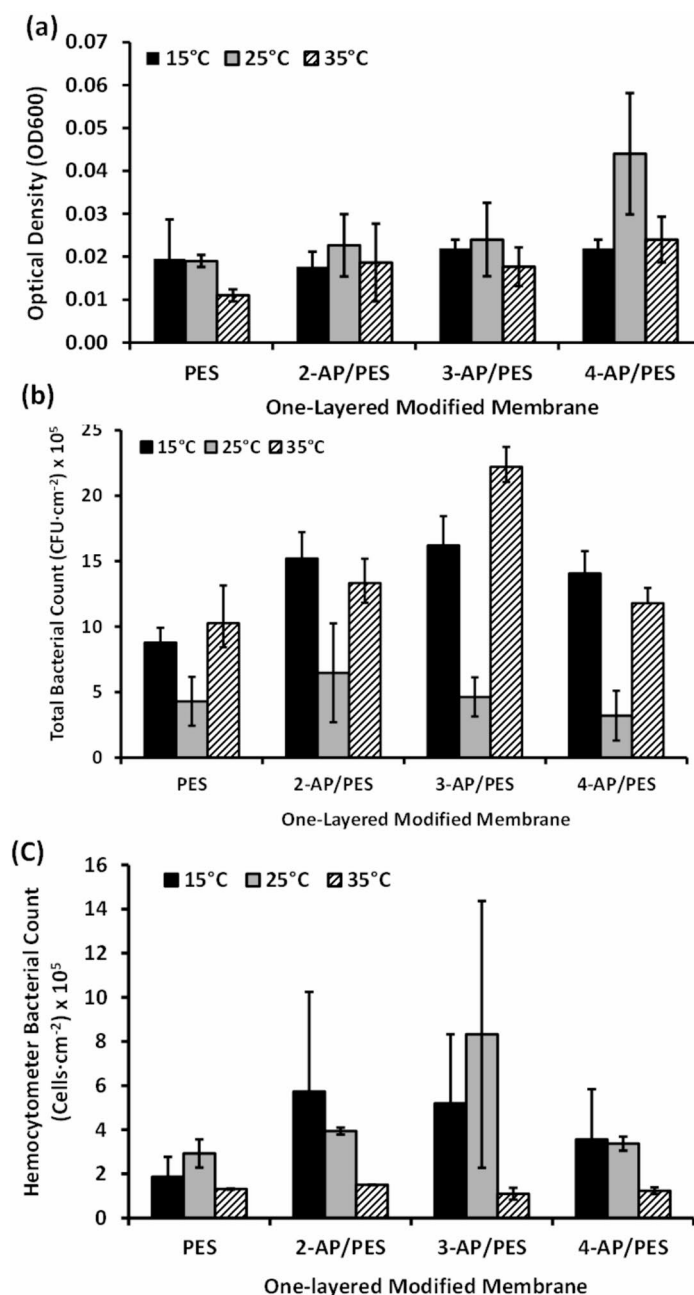 (a)
0.07
0.06
0.05
0.04
0.03
0.02
0.01
0.00
Optical Density (OD600)
15°C 25°C 35°C
PES 2-AP/PES 3-AP/PES 4-AP/PES
One-Layered Modified Membrane
(b)
25
20
15
10
5
0
Total Bacterial Count (CFU·cm⁻²) x 10⁵
15°C 25°C 35°C
PES 2-AP/PES 3-AP/PES 4-AP/PES
One-Layered Modified Membrane
(C)
16
14
12
10
8
6
4
2
0
Hemocytometer Bacterial Count
(Cells·cm⁻²) x 10⁵
15°C 25°C 35°C
PES 2-AP/PES 3-AP/PES 4-AP/PES
One-layered Modified Membrane